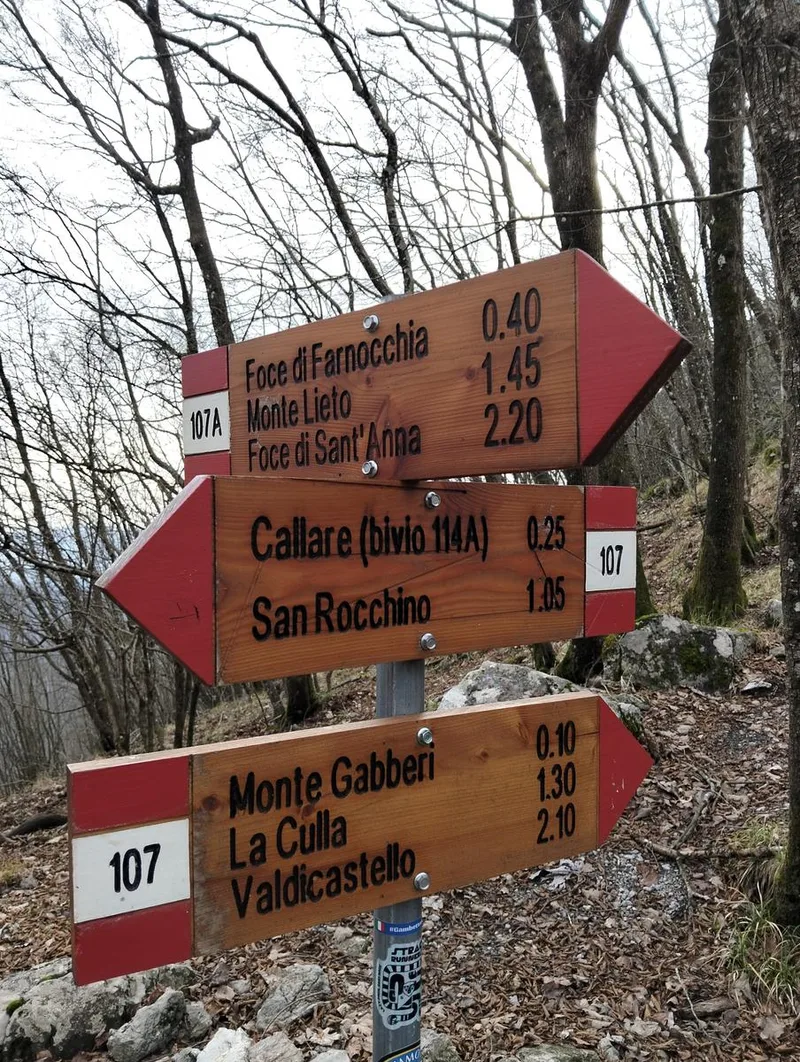 107A
Foce di Farnocchia 0.40
Monte Lieto 1.45
Foce di Sant'Anna 2.20
Callare (bivio 114A) 0.25
San Rocchino 1.05
107
Monte Gabberi 0.10
La Culla 1.30
Valdicastello 2.10
107